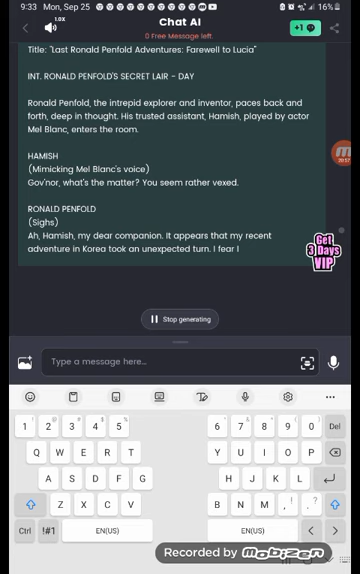 9:33 Mon, Sep 25
16%
1.0X
Chat AI
0 Free Message left
+1
Title: "Last Ronald Penfold Adventures: Farewell to Lucia"
INT. RONALD PENFOLD'S SECRET LAIR - DAY
Ronald Penfold, the intrepid explorer and inventor, paces back and
forth, deep in thought. His trusted assistant, Hamish, played by actor
Mel Blanc, enters the room.
HAMISH
(Mimicking Mel Blanc's voice)
Gov'nor, what's the matter? You seem rather vexed.
RONALD PENFOLD
(Sighs)
Ah, Hamish, my dear companion. It appears that my recent
adventure in Korea took an unexpected turn. I fear I
Get
3 Days
VIP
Stop generating
Type a message here...
1 2 3 4 5 6 7 8 9 0 Del
Q W E R T Y U I O P
A S D F G H J K L
Z X C V B N M , ! . ?
Ctrl !#1 EN(US) EN(US) < >
Recorded by Mobizen